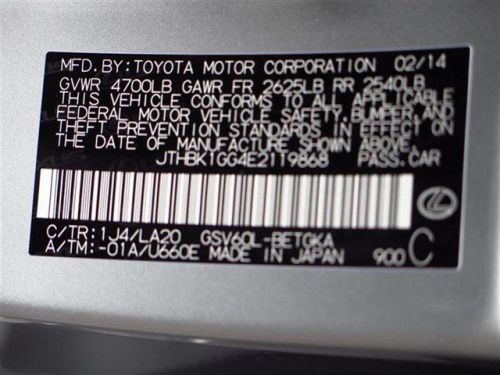 MFD.BY:TOYOTA MOTOR CORPORATION 02/14
GVWR 4700LB GAWR FR 2625LB RR 2540LB
THIS VEHICLE CONFORMS TO ALL APPLICABLE
FEDERAL MOTOR VEHICLE SAFETY,BUMPER,AND
THEFT PREVENTION STANDARDS IN EFFECT ON
THE DATE OF MANUFACTURE SHOWN ABOVE.
JTHBK1GG4E2119868 PASS.CAR
C/TR:1J4/LA20 GSV60L-BETGKA
A/TM:-01A/U660E MADE IN JAPAN 900 C